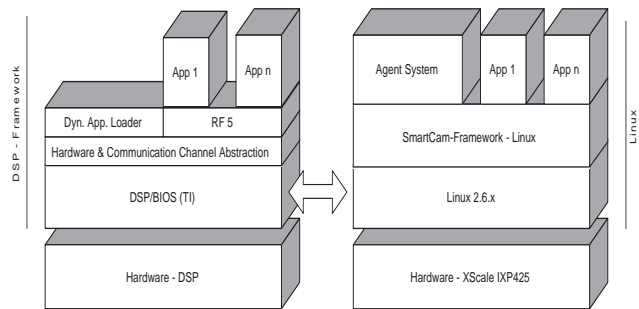 DSP - Framework
App 1
App n
Dyn. App. Loader
RF 5
Hardware & Communication Channel Abstraction
DSP/BIOS (TI)
Hardware - DSP
Agent System
App 1
App n
SmartCam-Framework - Linux
Linux 2.6.x
Hardware - XScale IXP425
Linux